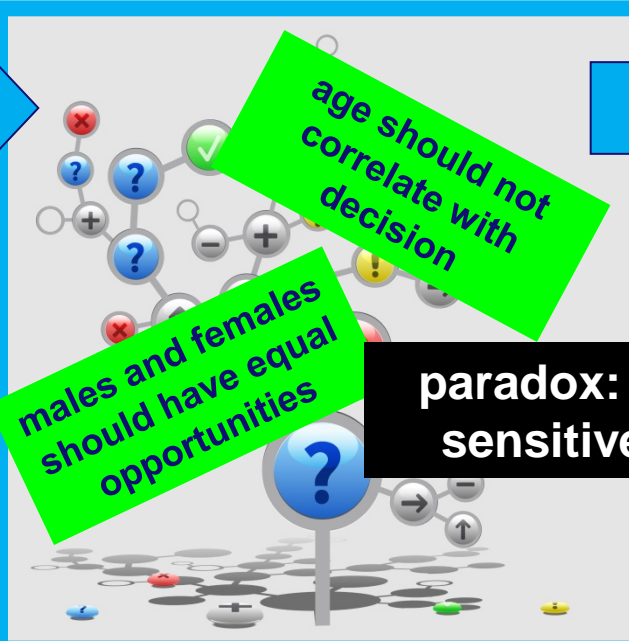 age should not
correlate with
decision
males and females
should have equal
opportunities
paradox:
sensitive